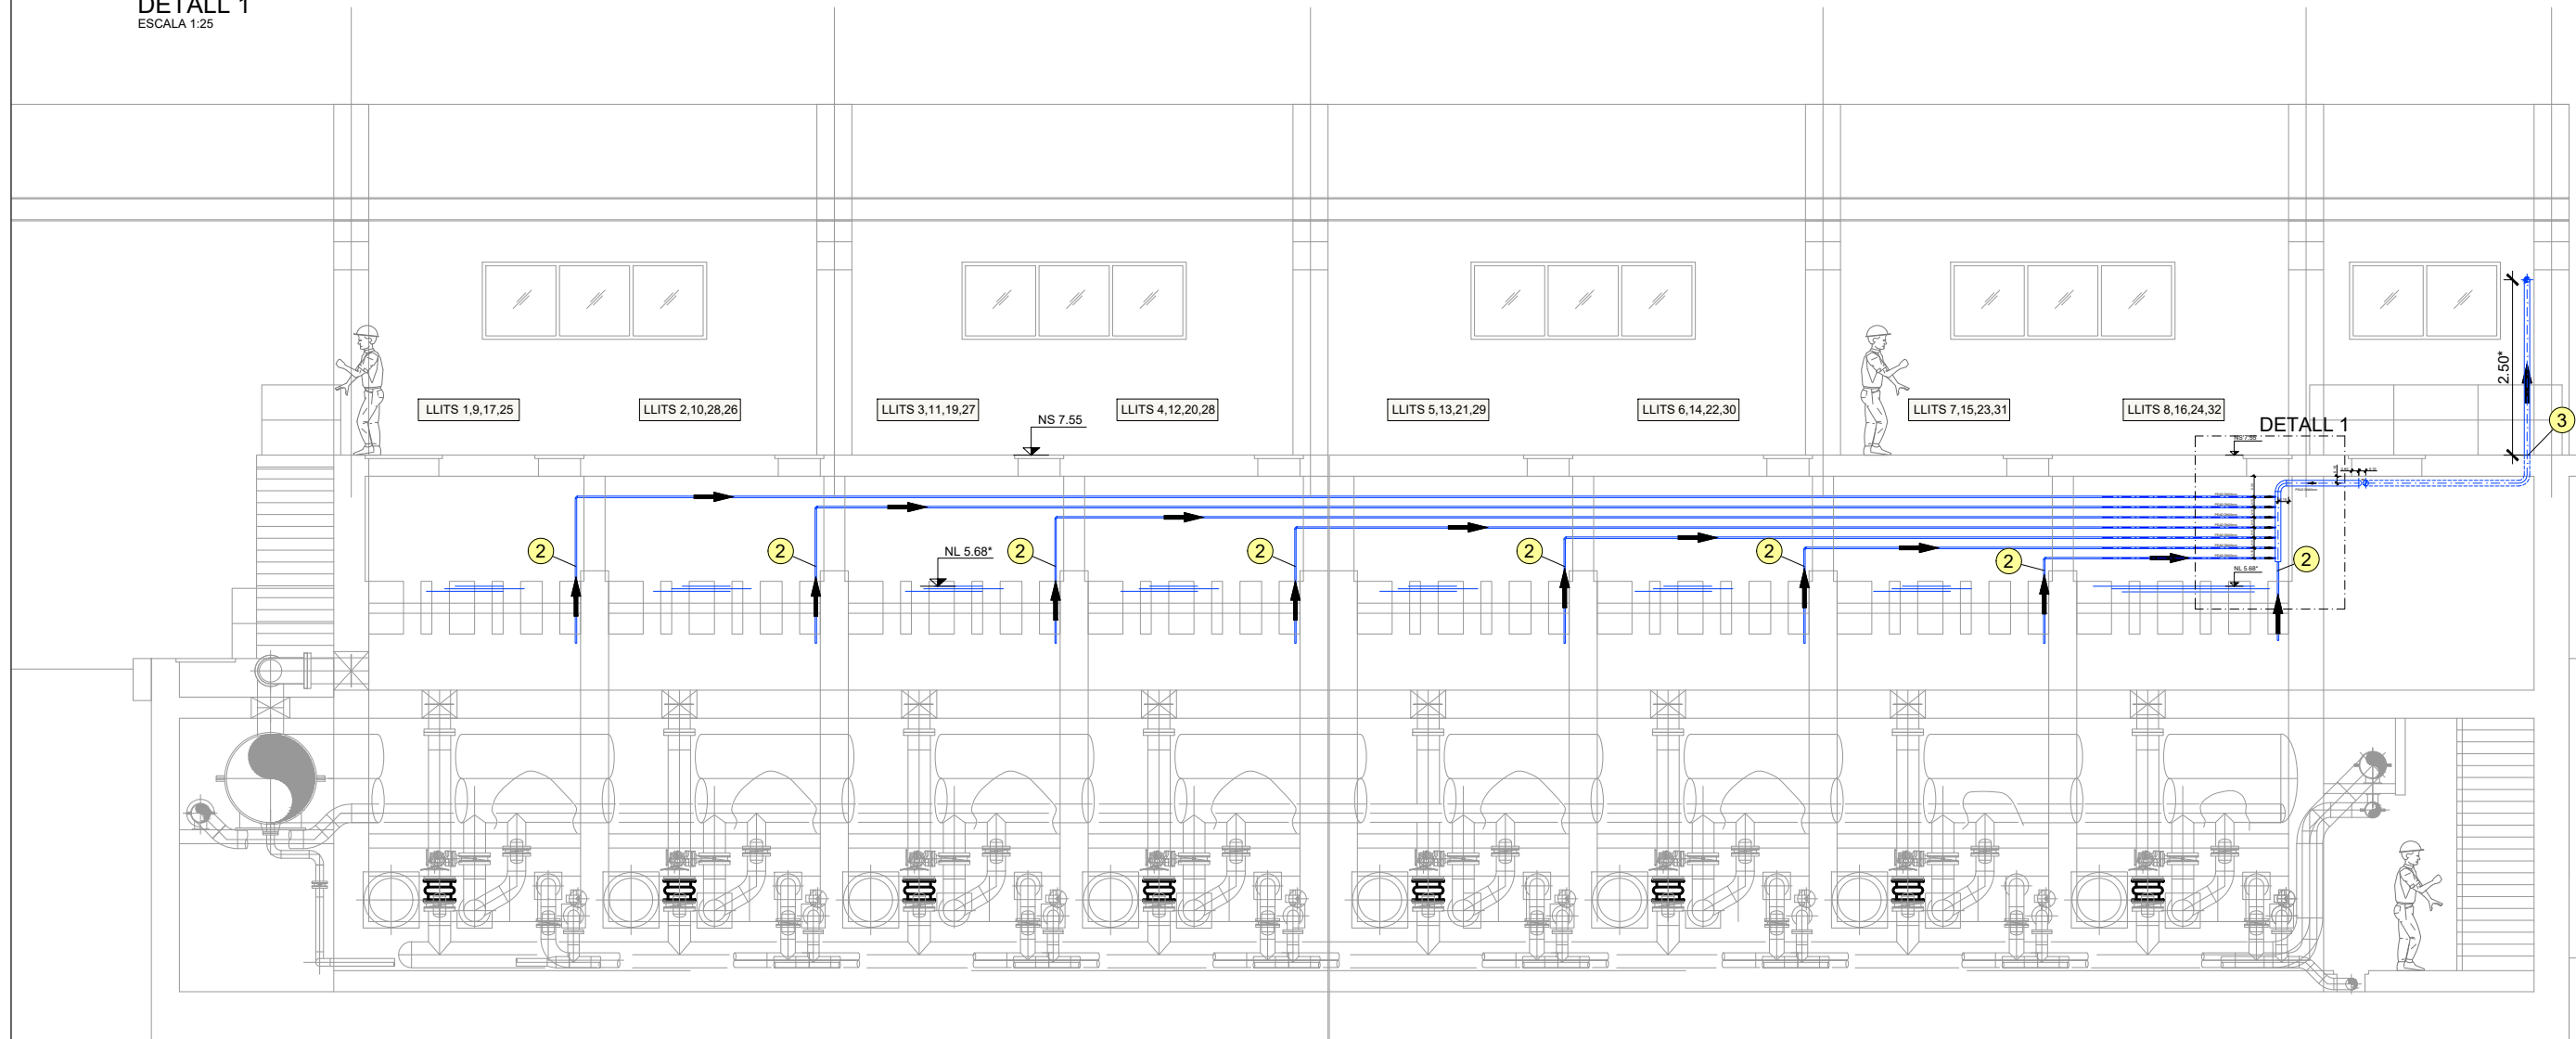 DETALL 1
ESCALA 1:25
2.50*
LLITS 1,9,17,25
LLITS 2,10,28,26
LLITS 3,11,19,27
LLITS 4,12,20,28
LLITS 5,13,21,29
LLITS 6,14,22,30
LLITS 7,15,23,31
LLITS 8,16,24,32
NS 7.55
DETALL 1
3
NS 7.55
2
2
NL 5.68*
2
2
2
2
2
2
NL 5.68*